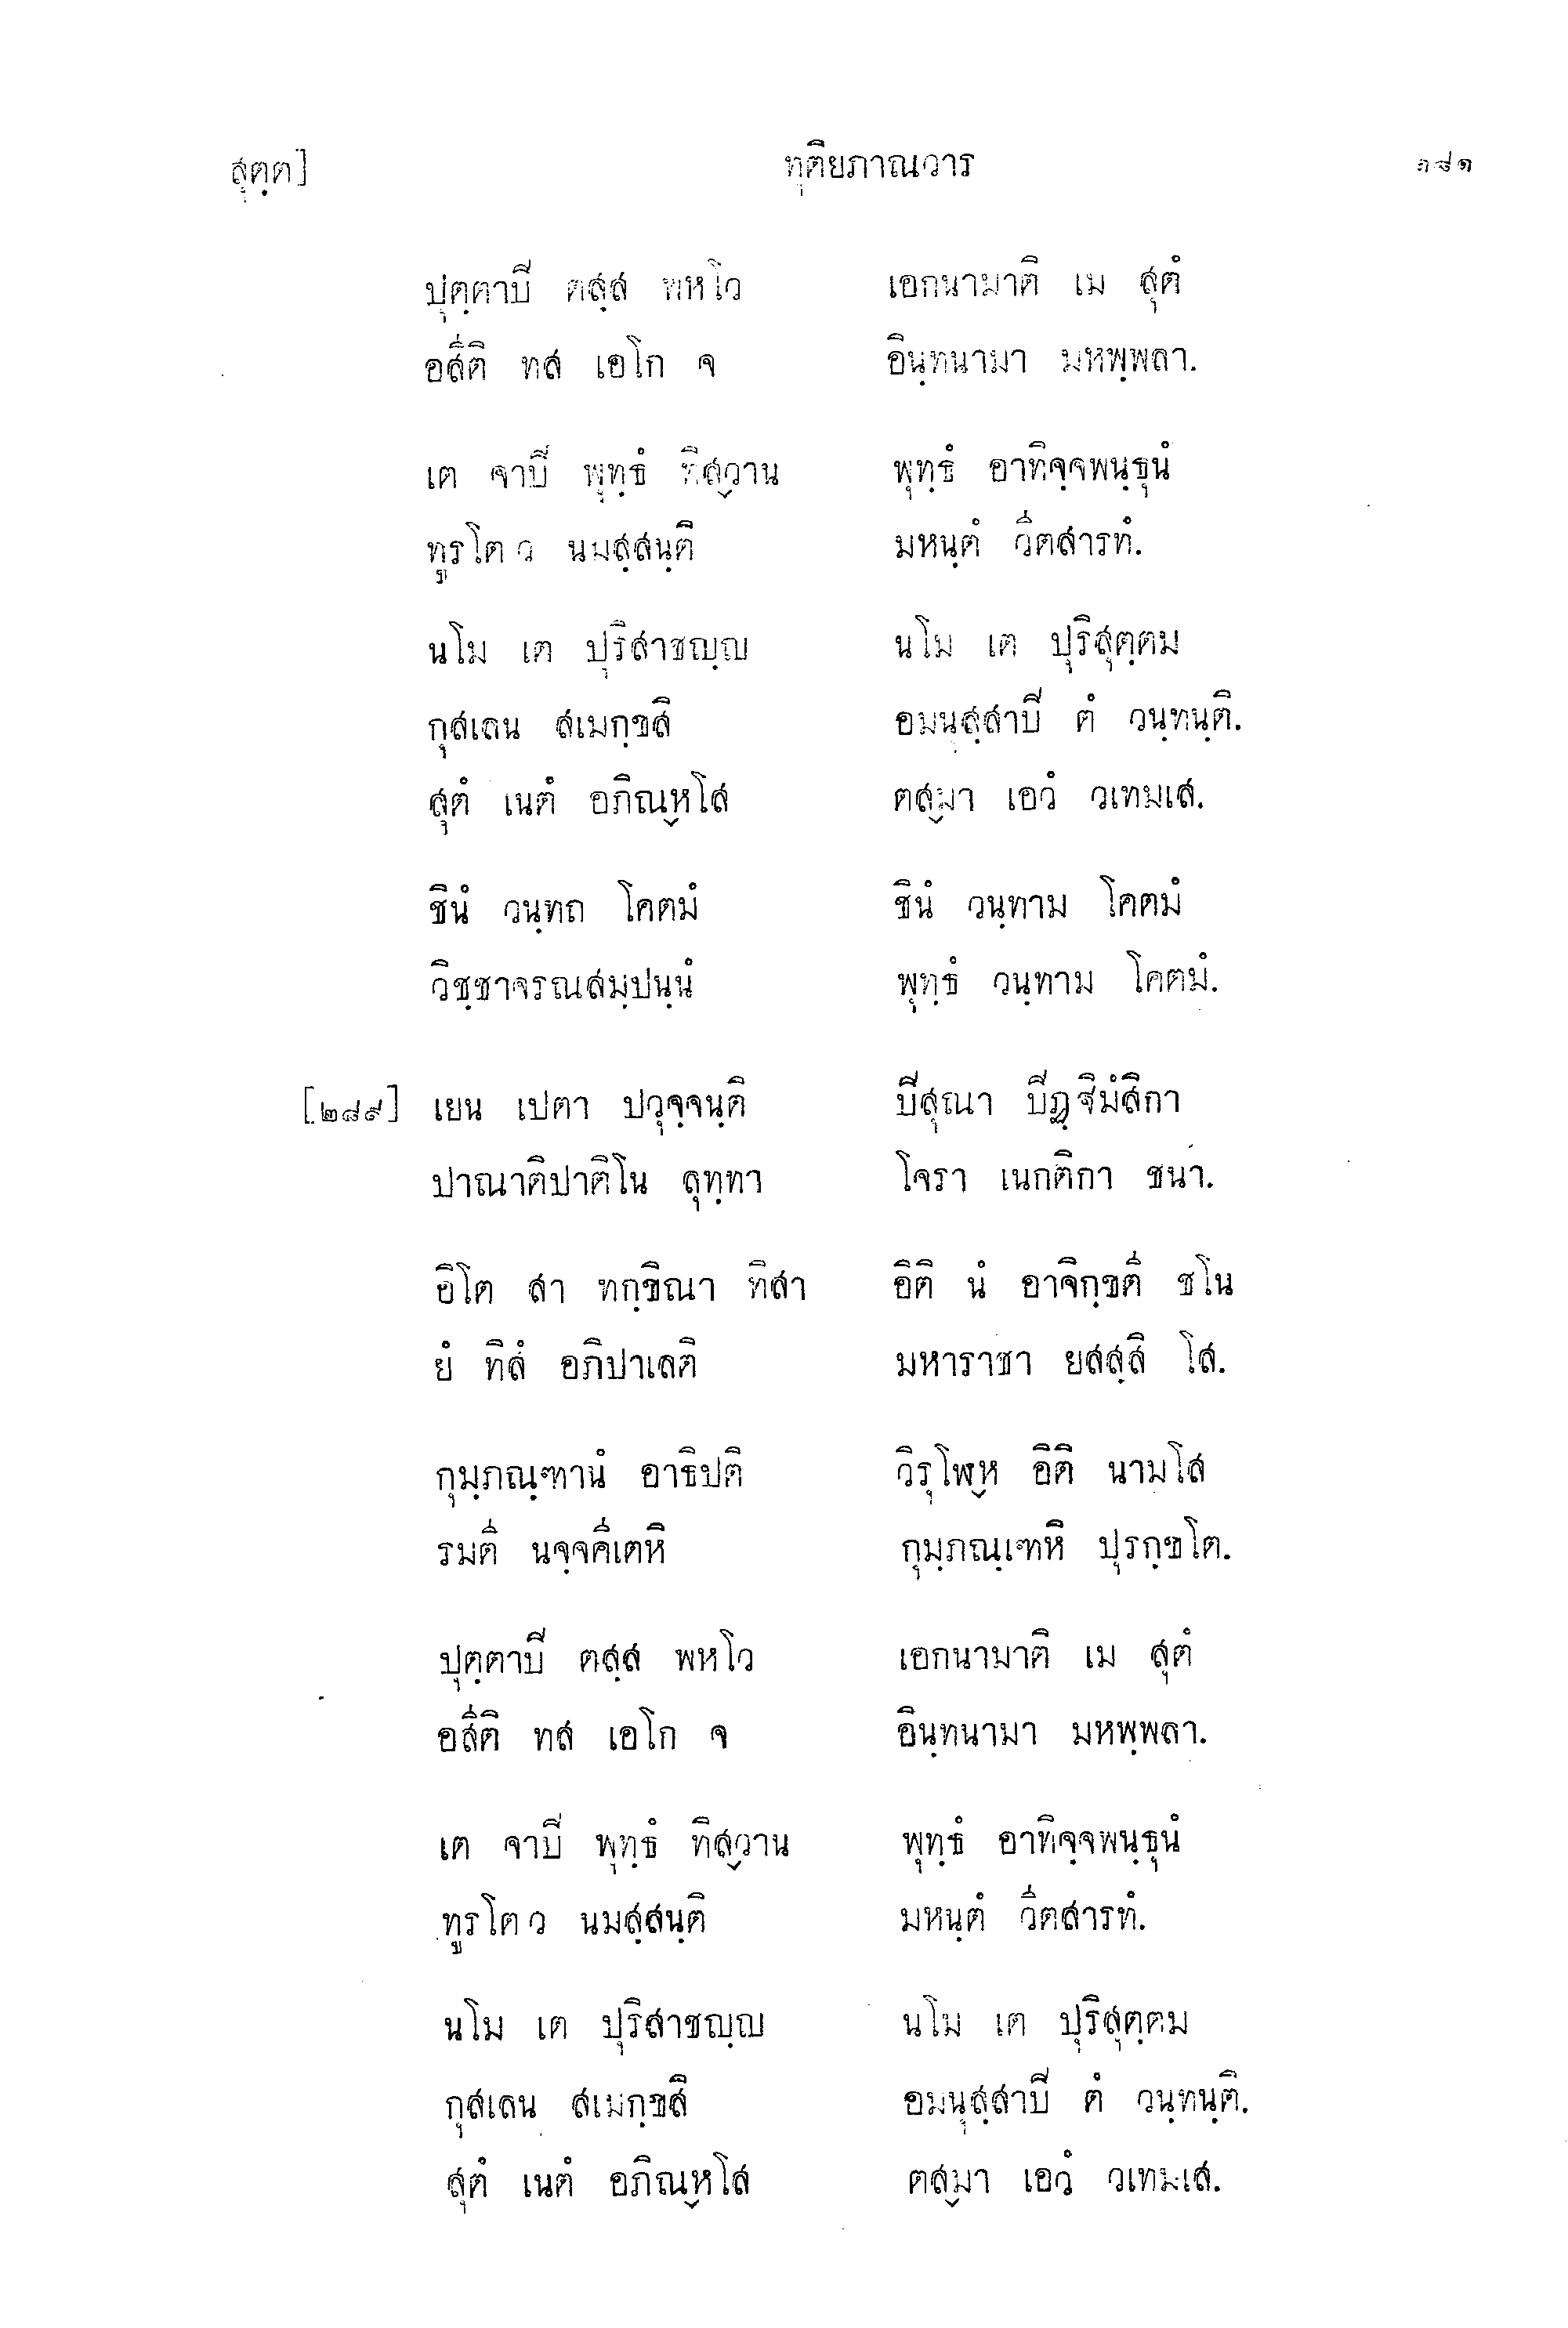 สุตฺต] ทุติยภาณวาร ๑๘๑
ปุตฺตาปิ ตสฺส พหโว เอกนามาติ เม สุตํ
อสีติ ทส เอโก จ อินฺทนามา มหพฺพลา.
เต จาปิ พุทฺธํ ทิสฺวาน พุทฺธํ อาทิจฺจพนฺธุนํ
ทูรโต ว นมสฺสนฺติ มหนฺตํ วีตสารทํ.
นโม เต ปุริสาชญฺญ นโม เต ปุริสุตฺตม
กุสเลน สเมกฺขสิ อมนุสฺสาปิ ตํ วนฺทนฺติ.
สุตํ เนตํ อภิณฺหโส ตสฺมา เอวํ วเทมเส.
ชินํ วนฺทถ โคตมํ ชินํ วนฺทาม โคตมํ
วิชฺชาจรณสมฺปนฺนํ พุทฺธํ วนฺทาม โคตมํ.
[๒๘๙] เยน เปตา ปวุจฺจนฺติ ปิสุณา ปิฏฺฐิมํสิกา
ปาณาติปาติโน ลุทฺทา โจรา เนกติกา ชนา.
อิโต สา ทกฺขิณา ทิสา อิติ นํ อาจิกฺขตี ชโน
ยํ ทิสํ อภิปาเลติ มหาราชา ยสสฺสิ โส.
กุมฺภณฺฑานํ อาธิปติ วิรุโฬฺห อิติ นามโส
รมตี นจฺจคีเตหิ กุมฺภณฺเฑหิ ปุรกฺขโต.
ปุตฺตาปิ ตสฺส พหโว เอกนามาติ เม สุตํ
อสีติ ทส เอโก จ อินฺทนามา มหพฺพลา.
เต จาปิ พุทฺธํ ทิสฺวาน พุทฺธํ อาทิจฺจพนฺธุนํ
ทูรโต ว นมสฺสนฺติ มหนฺตํ วีตสารทํ.
นโม เต ปุริสาชญฺญ นโม เต ปุริสุตฺตม
กุสเลน สเมกฺขสิ อมนุสฺสาปิ ตํ วนฺทนฺติ.
สุตํ เนตํ อภิณฺหโส ตสฺมา เอวํ วเทมเส.